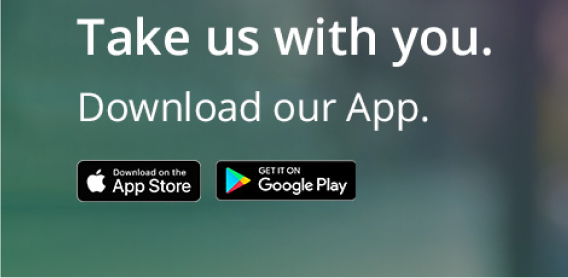 Take us with you.
Download our App.
Download on the
App Store
GET IT ON
Google Play